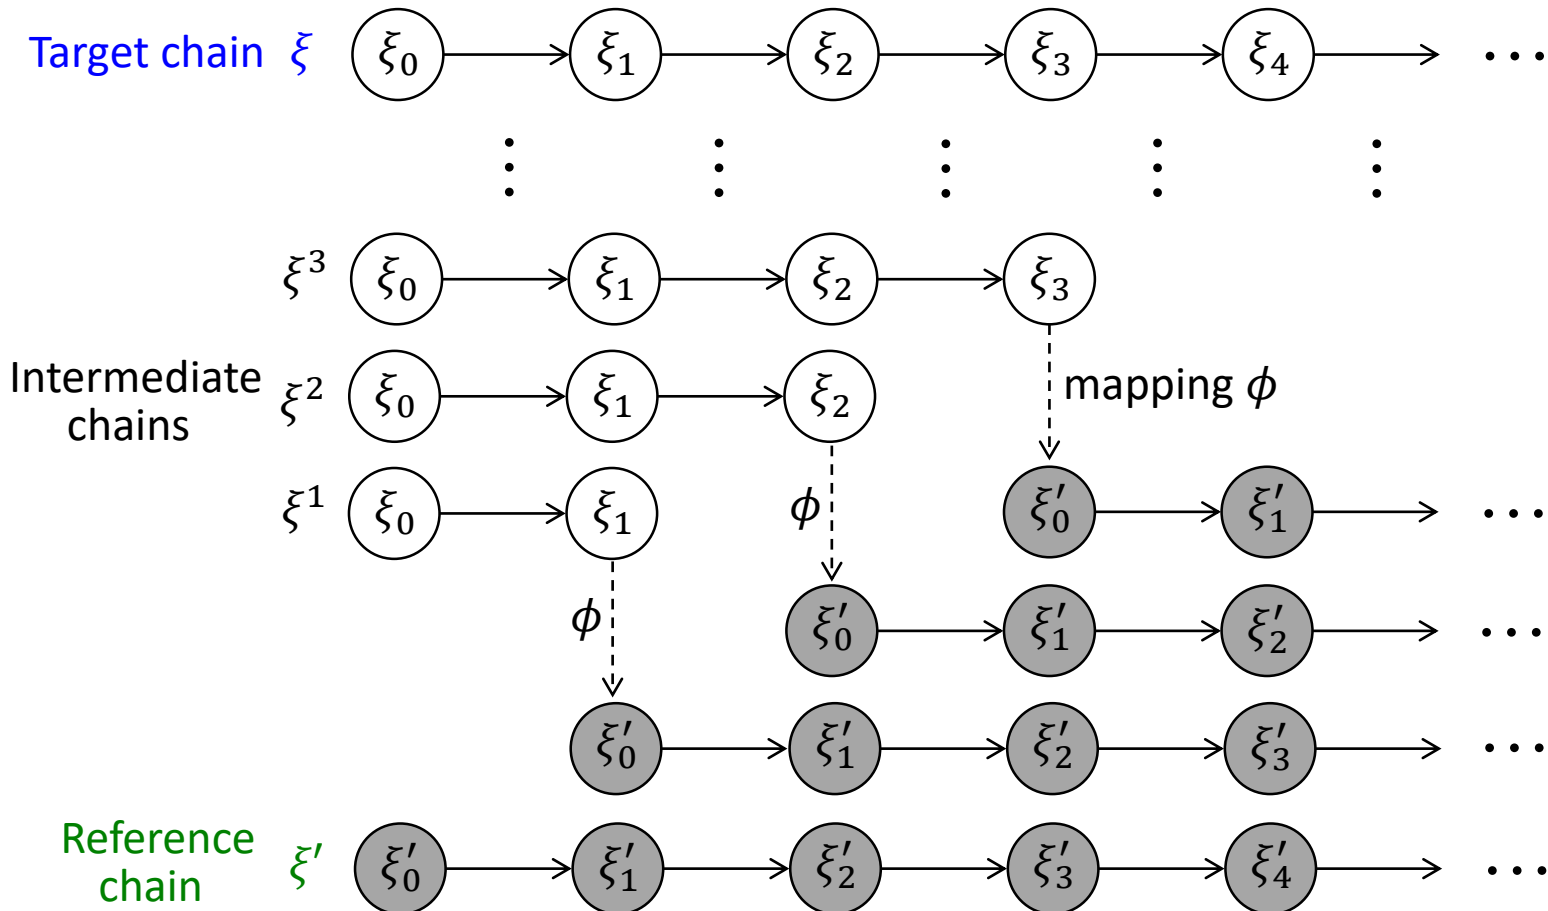 Target chain ξ ξ₀ ξ₁ ξ₂ ξ₃ ξ₄ ⋯
⋮ ⋮ ⋮ ⋮ ⋮
ξ³ ξ₀ ξ₁ ξ₂ ξ₃
Intermediate
chains
ξ² ξ₀ ξ₁ ξ₂
mapping ϕ
ξ¹ ξ₀ ξ₁
ϕ
ξ′₀ ξ′₁ ⋯
ϕ
ξ′₀ ξ′₁ ξ′₂ ⋯
ξ′₀ ξ′₁ ξ′₂ ξ′₃ ⋯
Reference
chain
ξ′ ξ′₀ ξ′₁ ξ′₂ ξ′₃ ξ′₄ ⋯